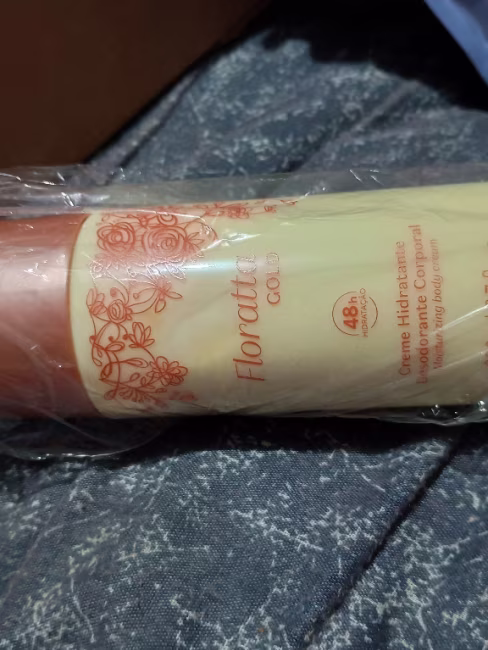 Floratta
GOLD
48h
HIDRATAÇÃO
Creme Hidratante
Desodorante Corporal
Moisturizing body cream